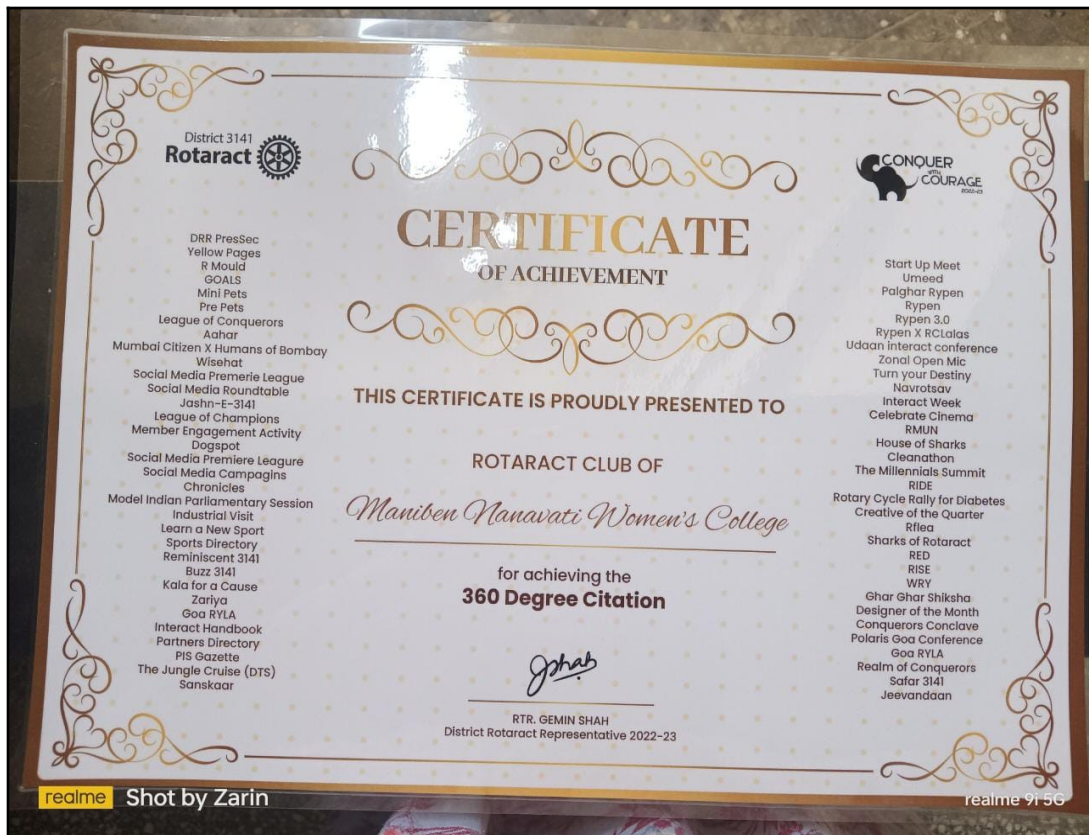 District 3141
Rotaract
CONQUER
with
COURAGE
2022-23
CERTIFICATE
OF ACHIEVEMENT
DRR PresSec
Yellow Pages
R Mould
GOALS
Mini Pets
Pre Pets
League of Conquerors
Aahar
Mumbai Citizen X Humans of Bombay
Wisehat
Social Media Premerie League
Social Media Roundtable
Jashn-E-3141
League of Champions
Member Engagement Activity
Dogspot
Social Media Premiere Leagure
Social Media Campagins
Chronicles
Model Indian Parliamentary Session
Industrial Visit
Learn a New Sport
Sports Directory
Reminiscent 3141
Buzz 3141
Kala for a Cause
Zariya
Goa RYLA
Interact Handbook
Partners Directory
PIS Gazette
The Jungle Cruise (DTS)
Sanskaar
THIS CERTIFICATE IS PROUDLY PRESENTED TO
ROTARACT CLUB OF
Maniben Nanavati Women's College
for achieving the
360 Degree Citation
JShah
RTR. GEMIN SHAH
District Rotaract Representative 2022-23
Start Up Meet
Umeed
Palghar Rypen
Rypen
Rypen 3.0
Rypen X RCLalas
Udaan interact conference
Zonal Open Mic
Turn your Destiny
Navrotsav
Interact Week
Celebrate Cinema
RMUN
House of Sharks
Cleanathon
The Millennials Summit
RIDE
Rotary Cycle Rally for Diabetes
Creative of the Quarter
Rflea
Sharks of Rotaract
RED
RISE
WRY
Ghar Ghar Shiksha
Designer of the Month
Conquerors Conclave
Polaris Goa Conference
Goa RYLA
Realm of Conquerors
Safar 3141
Jeevandaan
realme Shot by Zarin
realme 9i 5G